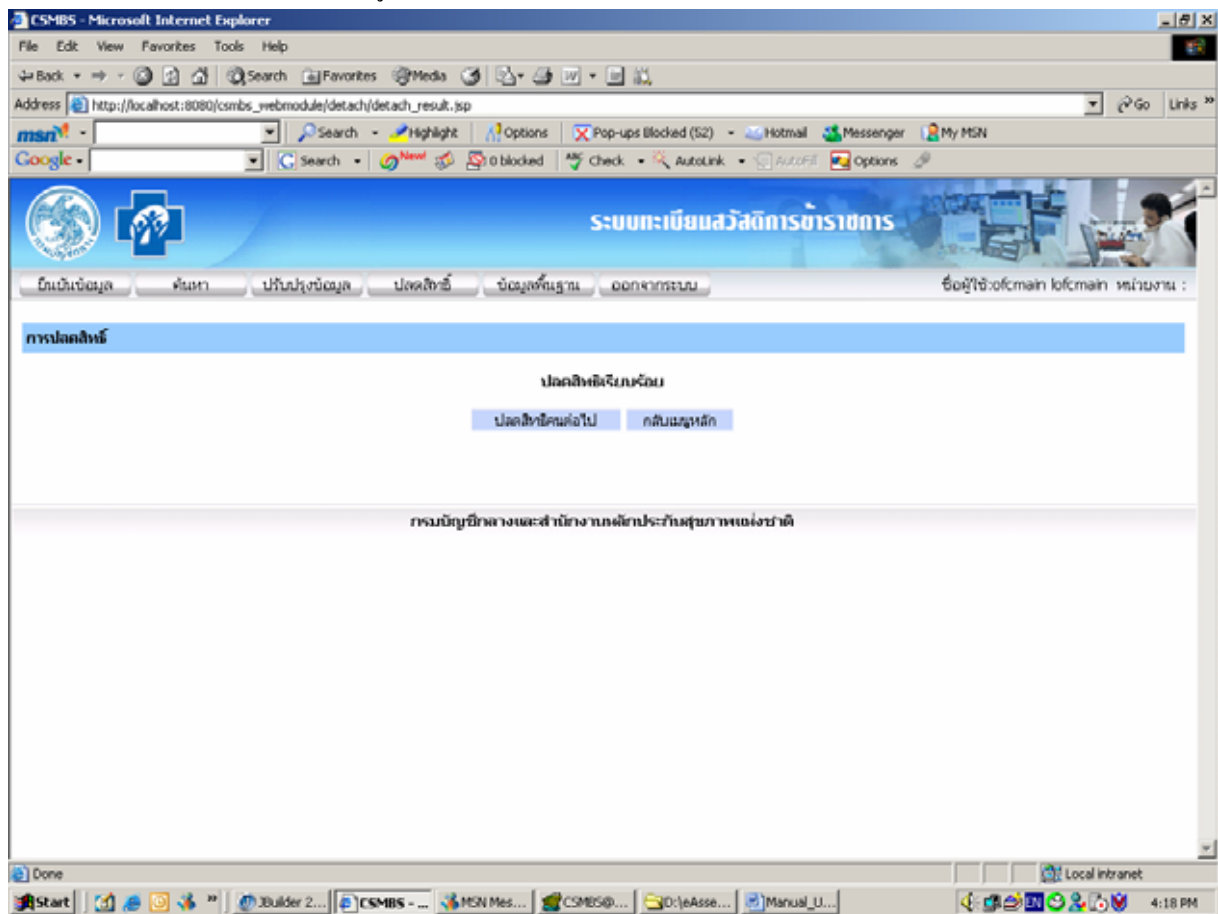 CSMBS - Microsoft Internet Explorer
File Edit View Favorites Tools Help
Back Search Favorites Media
Address http://localhost:8080/csmbs_webmodule/detach/detach_result.jsp Go Links »
msn Search Highlight Options Pop-ups Blocked (52) Hotmail Messenger My MSN
Google Search New! 0 blocked Check AutoLink AutoFill Options
ระบบทะเบียนสวัสดิการข้าราชการ
ยืนยันข้อมูล ค้นหา ปรับปรุงข้อมูล ปลดสิทธิ์ ข้อมูลพื้นฐาน ออกจากระบบ ชื่อผู้ใช้:ofcmain lofcmain หน่วยงาน :
การปลดสิทธิ์
ปลดสิทธิเรียบร้อย
ปลดสิทธิคนต่อไป กลับเมนูหลัก
กรมบัญชีกลางและสำนักงานหลักประกันสุขภาพแห่งชาติ
Done Local intranet
Start » JBuilder 2... CSMBS - ... MSN Mes... CSMBS@... D:\eAsse... Manual_U... EN 4:18 PM